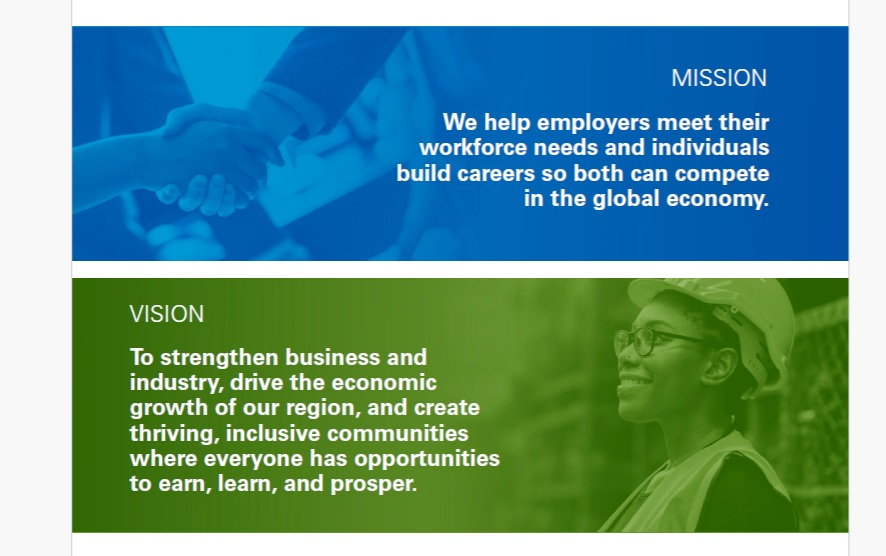 MISSION
We help employers meet their
workforce needs and individuals
build careers so both can compete
in the global economy.
VISION
To strengthen business and
industry, drive the economic
growth of our region, and create
thriving, inclusive communities
where everyone has opportunities
to earn, learn, and prosper.